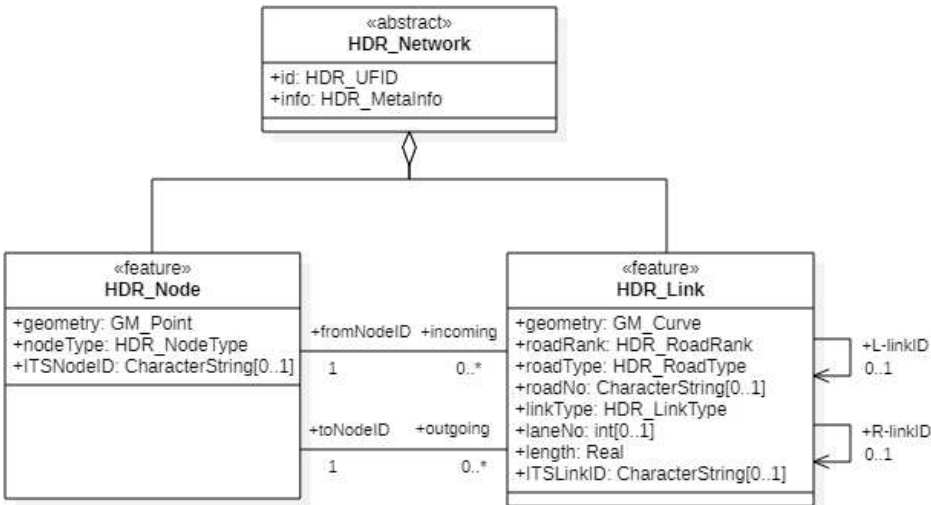 «abstract»
HDR_Network
+id: HDR_UFID
+info: HDR_MetaInfo
«feature»
HDR_Node
+geometry: GM_Point
+nodeType: HDR_NodeType
+ITSNodeID: CharacterString[0..1]
+fromNodeID +incoming
1 0..*
+toNodeID +outgoing
1 0..*
«feature»
HDR_Link
+geometry: GM_Curve
+roadRank: HDR_RoadRank
+roadType: HDR_RoadType
+roadNo: CharacterString[0..1]
+linkType: HDR_LinkType
+laneNo: int[0..1]
+length: Real
+ITSLinkID: CharacterString[0..1]
+L-linkID
0..1
+R-linkID
0..1